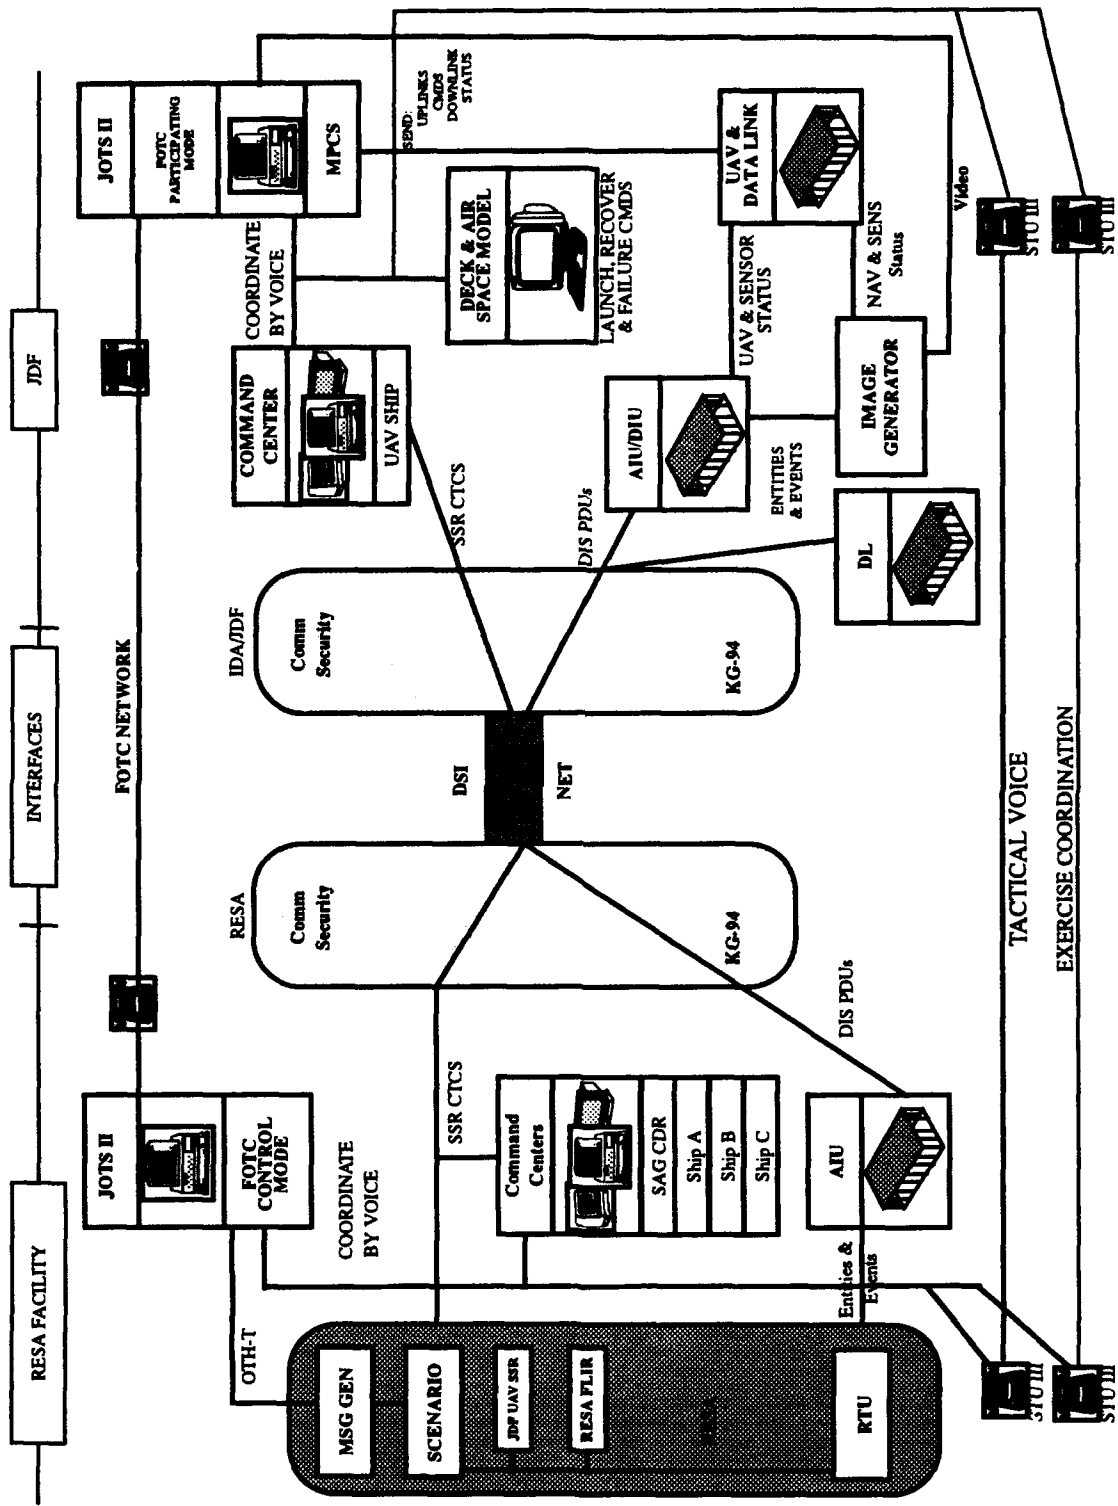 RESA FACILITY
INTERFACES
JDF
JOTS II
FOTC
CONTROL
MODE
FOTC NETWORK
JOTS II
FOTC
PARTICIPATING
MODE
MPCS
OTH-T
COORDINATE
BY VOICE
MSG GEN
SCENARIO
JDF UAV SSR
RESA FLIR
RTU
SSR CTCS
Command
Centers
SAG CDR
Ship A
Ship B
Ship C
Entities &
Events
AIU
DIS PDUs
RESA
Comm
Security
KG-94
DSI
NET
IDA/JDF
Comm
Security
KG-94
SSR CTCS
DIS PDUs
COMMAND
CENTER
UAV SHIP
COORDINATE
BY VOICE
SEND:
UPLINKS
CMDS
DOWNLINK
STATUS
DECK & AIR
SPACE MODEL
LAUNCH, RECOVER
& FAILURE CMDS
AIU/DIU
ENTITIES
& EVENTS
UAV & SENSOR
STATUS
UAV &
DATA LINK
NAV & SENS
Status
IMAGE
GENERATOR
Video
DL
STU III
STU III
TACTICAL VOICE
EXERCISE COORDINATION
STU III
STU III